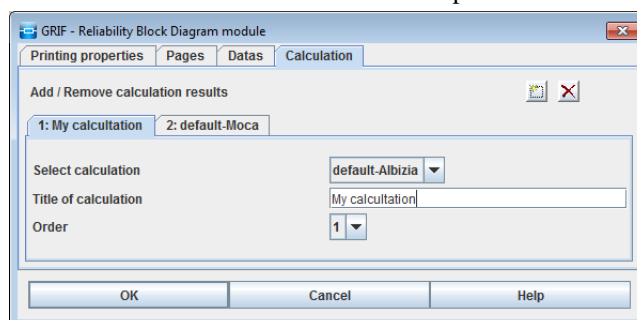 GRIF - Reliability Block Diagram module
Printing properties Pages Datas Calculation
Add / Remove calculation results
1: My calcultation 2: default-Moca
Select calculation default-Albizia
Title of calculation My calcultation
Order 1
OK Cancel Help